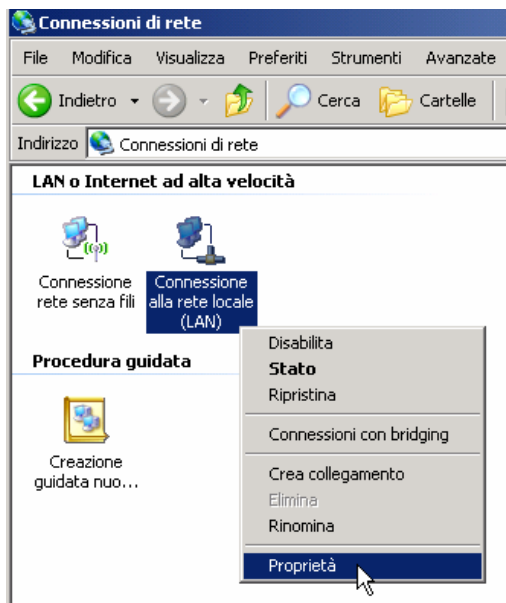 Connessioni di rete
File Modifica Visualizza Preferiti Strumenti Avanzate
Indietro Cerca Cartelle
Indirizzo Connessioni di rete
LAN o Internet ad alta velocità
Connessione
rete senza fili
Connessione
alla rete locale
(LAN)
Procedura guidata
Creazione
guidata nuo...
Disabilita
Stato
Ripristina
Connessioni con bridging
Crea collegamento
Elimina
Rinomina
Proprietà